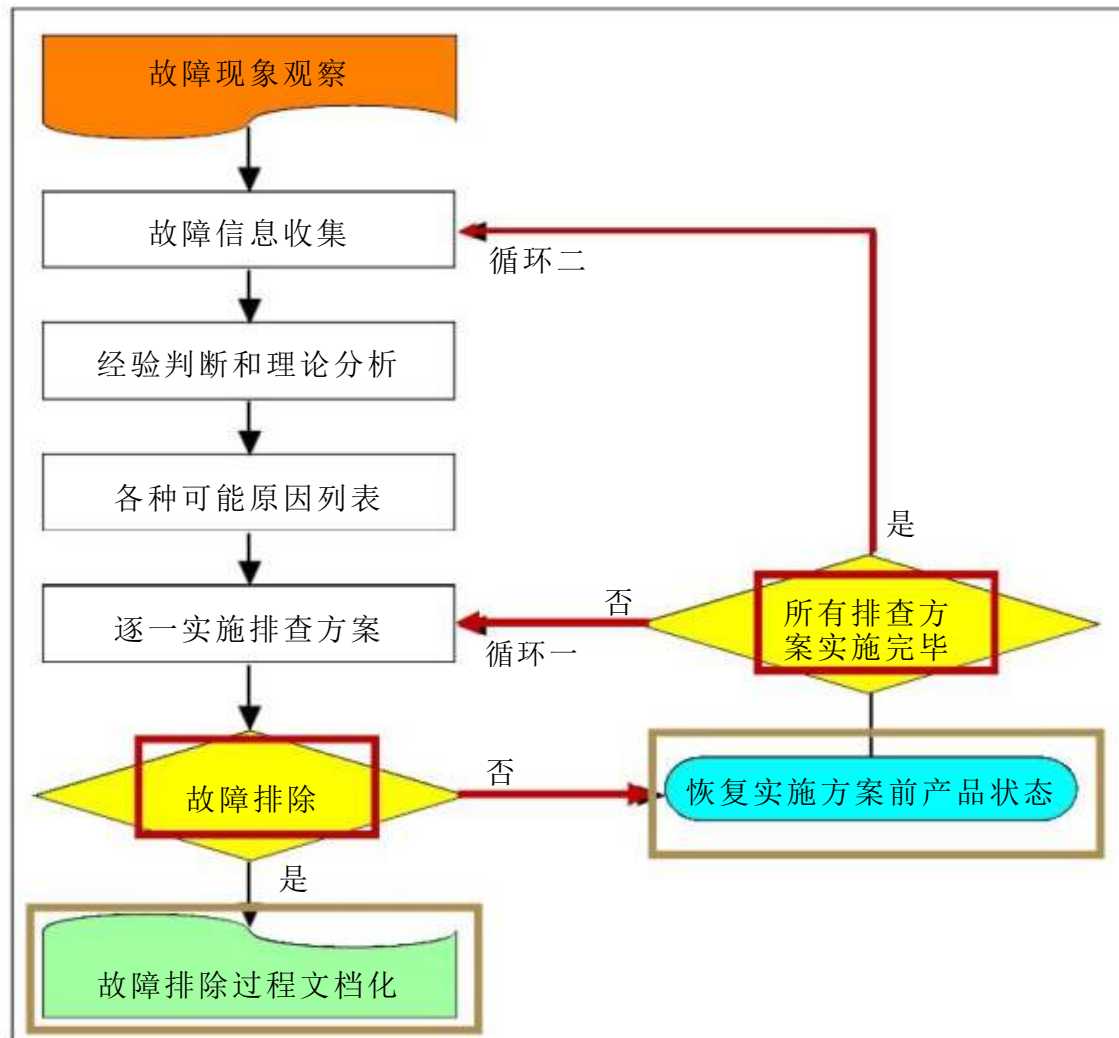 故障现象观察
故障信息收集
循环二
经验判断和理论分析
各种可能原因列表
是
逐一实施排查方案
否
循环一
所有排查方
案实施完毕
故障排除
否
恢复实施方案前产品状态
是
故障排除过程文档化